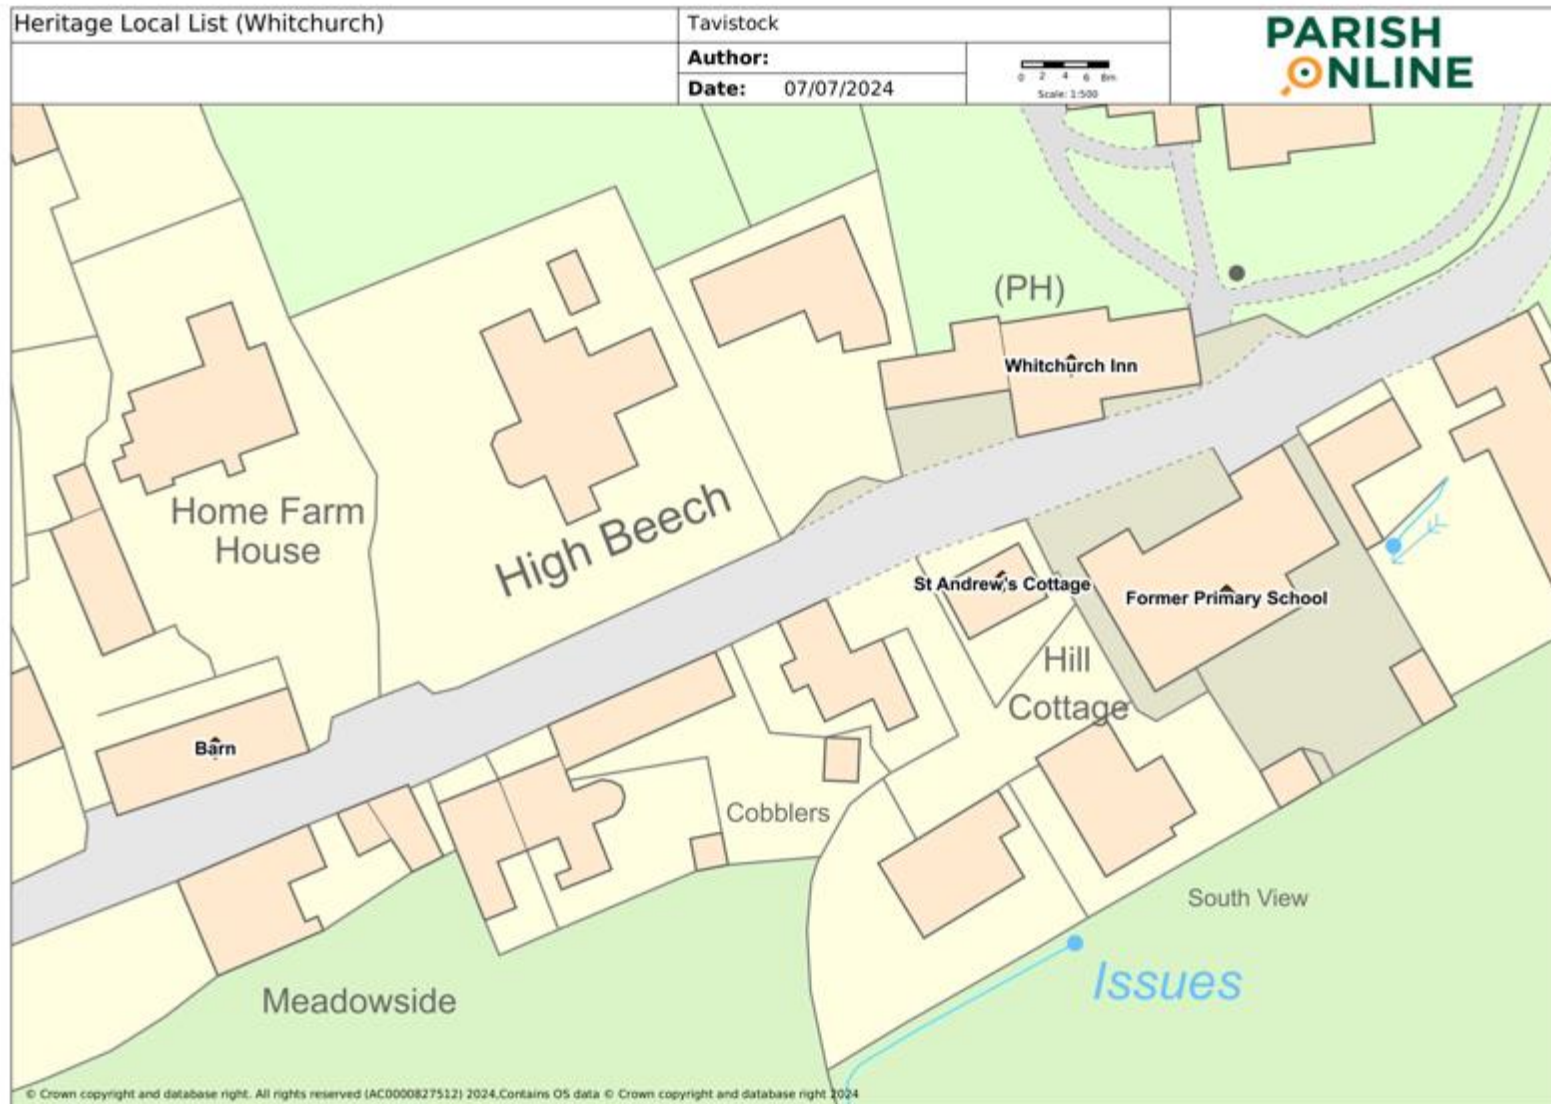 Heritage Local List (Whitchurch)
Tavistock
Author:
Date: 07/07/2024
0 2 4 6 8m
Scale: 1:500
PARISH
ONLINE
(PH)
Whitchurch Inn
Home Farm
House
High Beech
St Andrew's Cottage
Former Primary School
Hill
Cottage
Barn
Cobblers
South View
Issues
Meadowside
© Crown copyright and database right. All rights reserved (AC0000827512) 2024,Contains OS data © Crown copyright and database right 2024